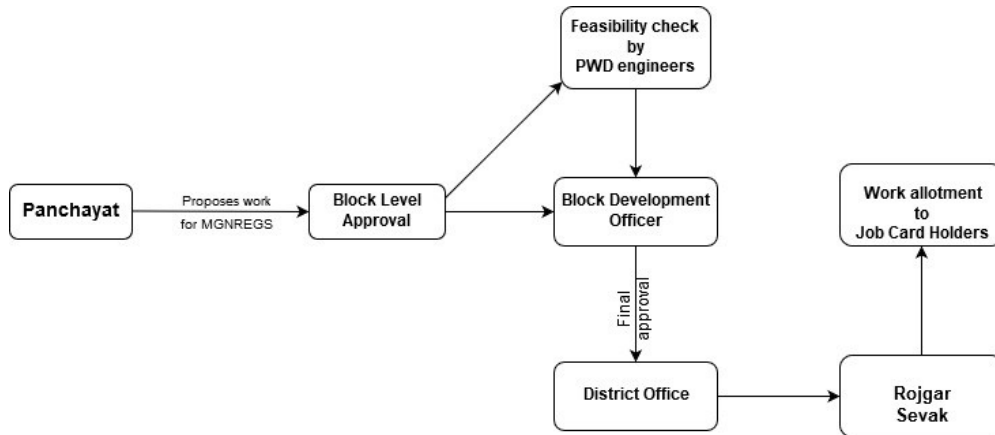 Feasibility check
by
PWD engineers
Panchayat
Proposes work
for MGNREGS
Block Level
Approval
Block Development
Officer
Work allotment
to
Job Card Holders
Final
approval
District Office
Rojgar
Sevak